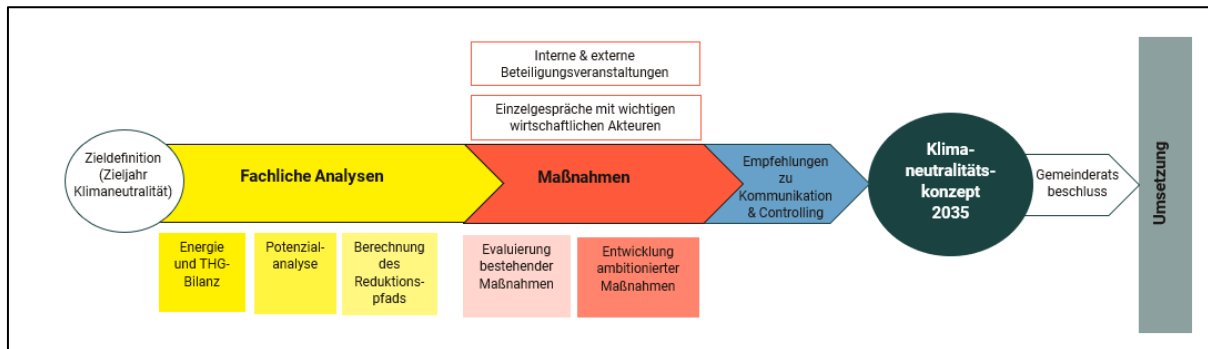 Interne & externe
Beteiligungsveranstaltungen
Einzelgespräche mit wichtigen
wirtschaftlichen Akteuren
Zieldefinition
(Zieljahr
Klimaneutralität)
Fachliche Analysen
Maßnahmen
Empfehlungen
zu
Kommunikation
& Controlling
Klima-
neutralitäts-
konzept
2035
Gemeinderats
beschluss
Umsetzung
Energie
und THG-
Bilanz
Potenzial-
analyse
Berechnung
des
Reduktions-
pfads
Evaluierung
bestehender
Maßnahmen
Entwicklung
ambitionierter
Maßnahmen